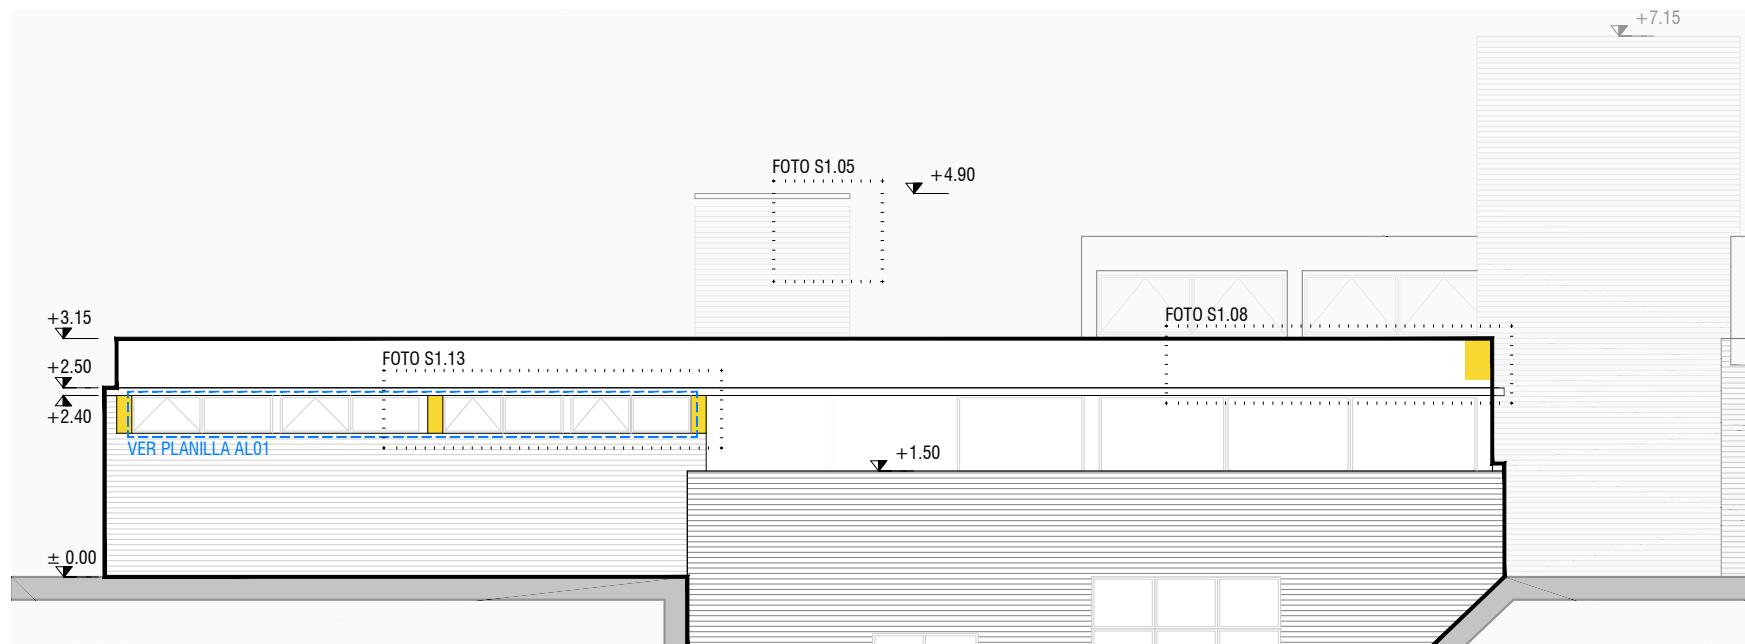 +7.15
FOTO S1.05
+4.90
+3.15
FOTO S1.08
FOTO S1.13
+2.50
+2.40
VER PLANILLA AL01
+1.50
± 0.00